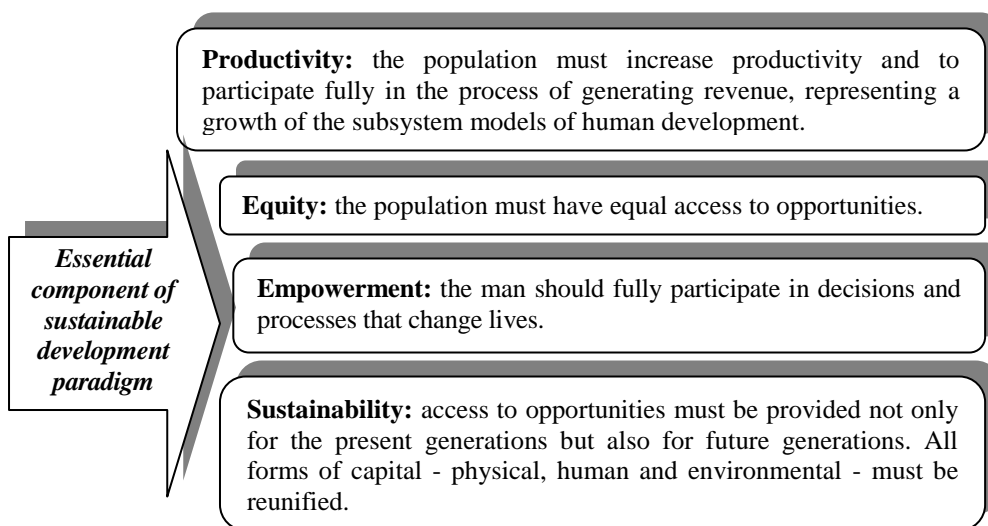 Productivity: the population must increase productivity and to
participate fully in the process of generating revenue, representing a
growth of the subsystem models of human development.
Equity: the population must have equal access to opportunities.
Essential
component of
sustainable
development
paradigm
Empowerment: the man should fully participate in decisions and
processes that change lives.
Sustainability: access to opportunities must be provided not only
for the present generations but also for future generations. All
forms of capital - physical, human and environmental - must be
reunified.